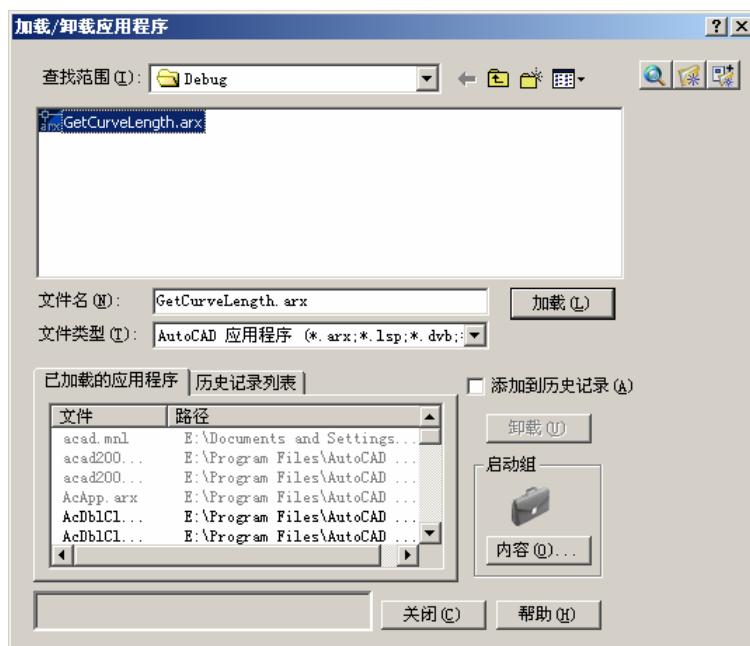 加载/卸载应用程序
查找范围(I): Debug
GetCurveLength.arx
文件名(N): GetCurveLength.arx 加载(L)
文件类型(T): AutoCAD 应用程序 (*.arx;*.lsp;*.dvb;
已加载的应用程序 历史记录列表 添加到历史记录(A)
文件 路径
acad.mnl E:\Documents and Settings... 卸载(U)
acad200... E:\Program Files\AutoCAD ...
acad200... E:\Program Files\AutoCAD ... 启动组
AcApp.arx E:\Program Files\AutoCAD ...
AcDblCl... E:\Program Files\AutoCAD ...
AcDblCl... E:\Program Files\AutoCAD ... 内容(O)...
关闭(C) 帮助(H)